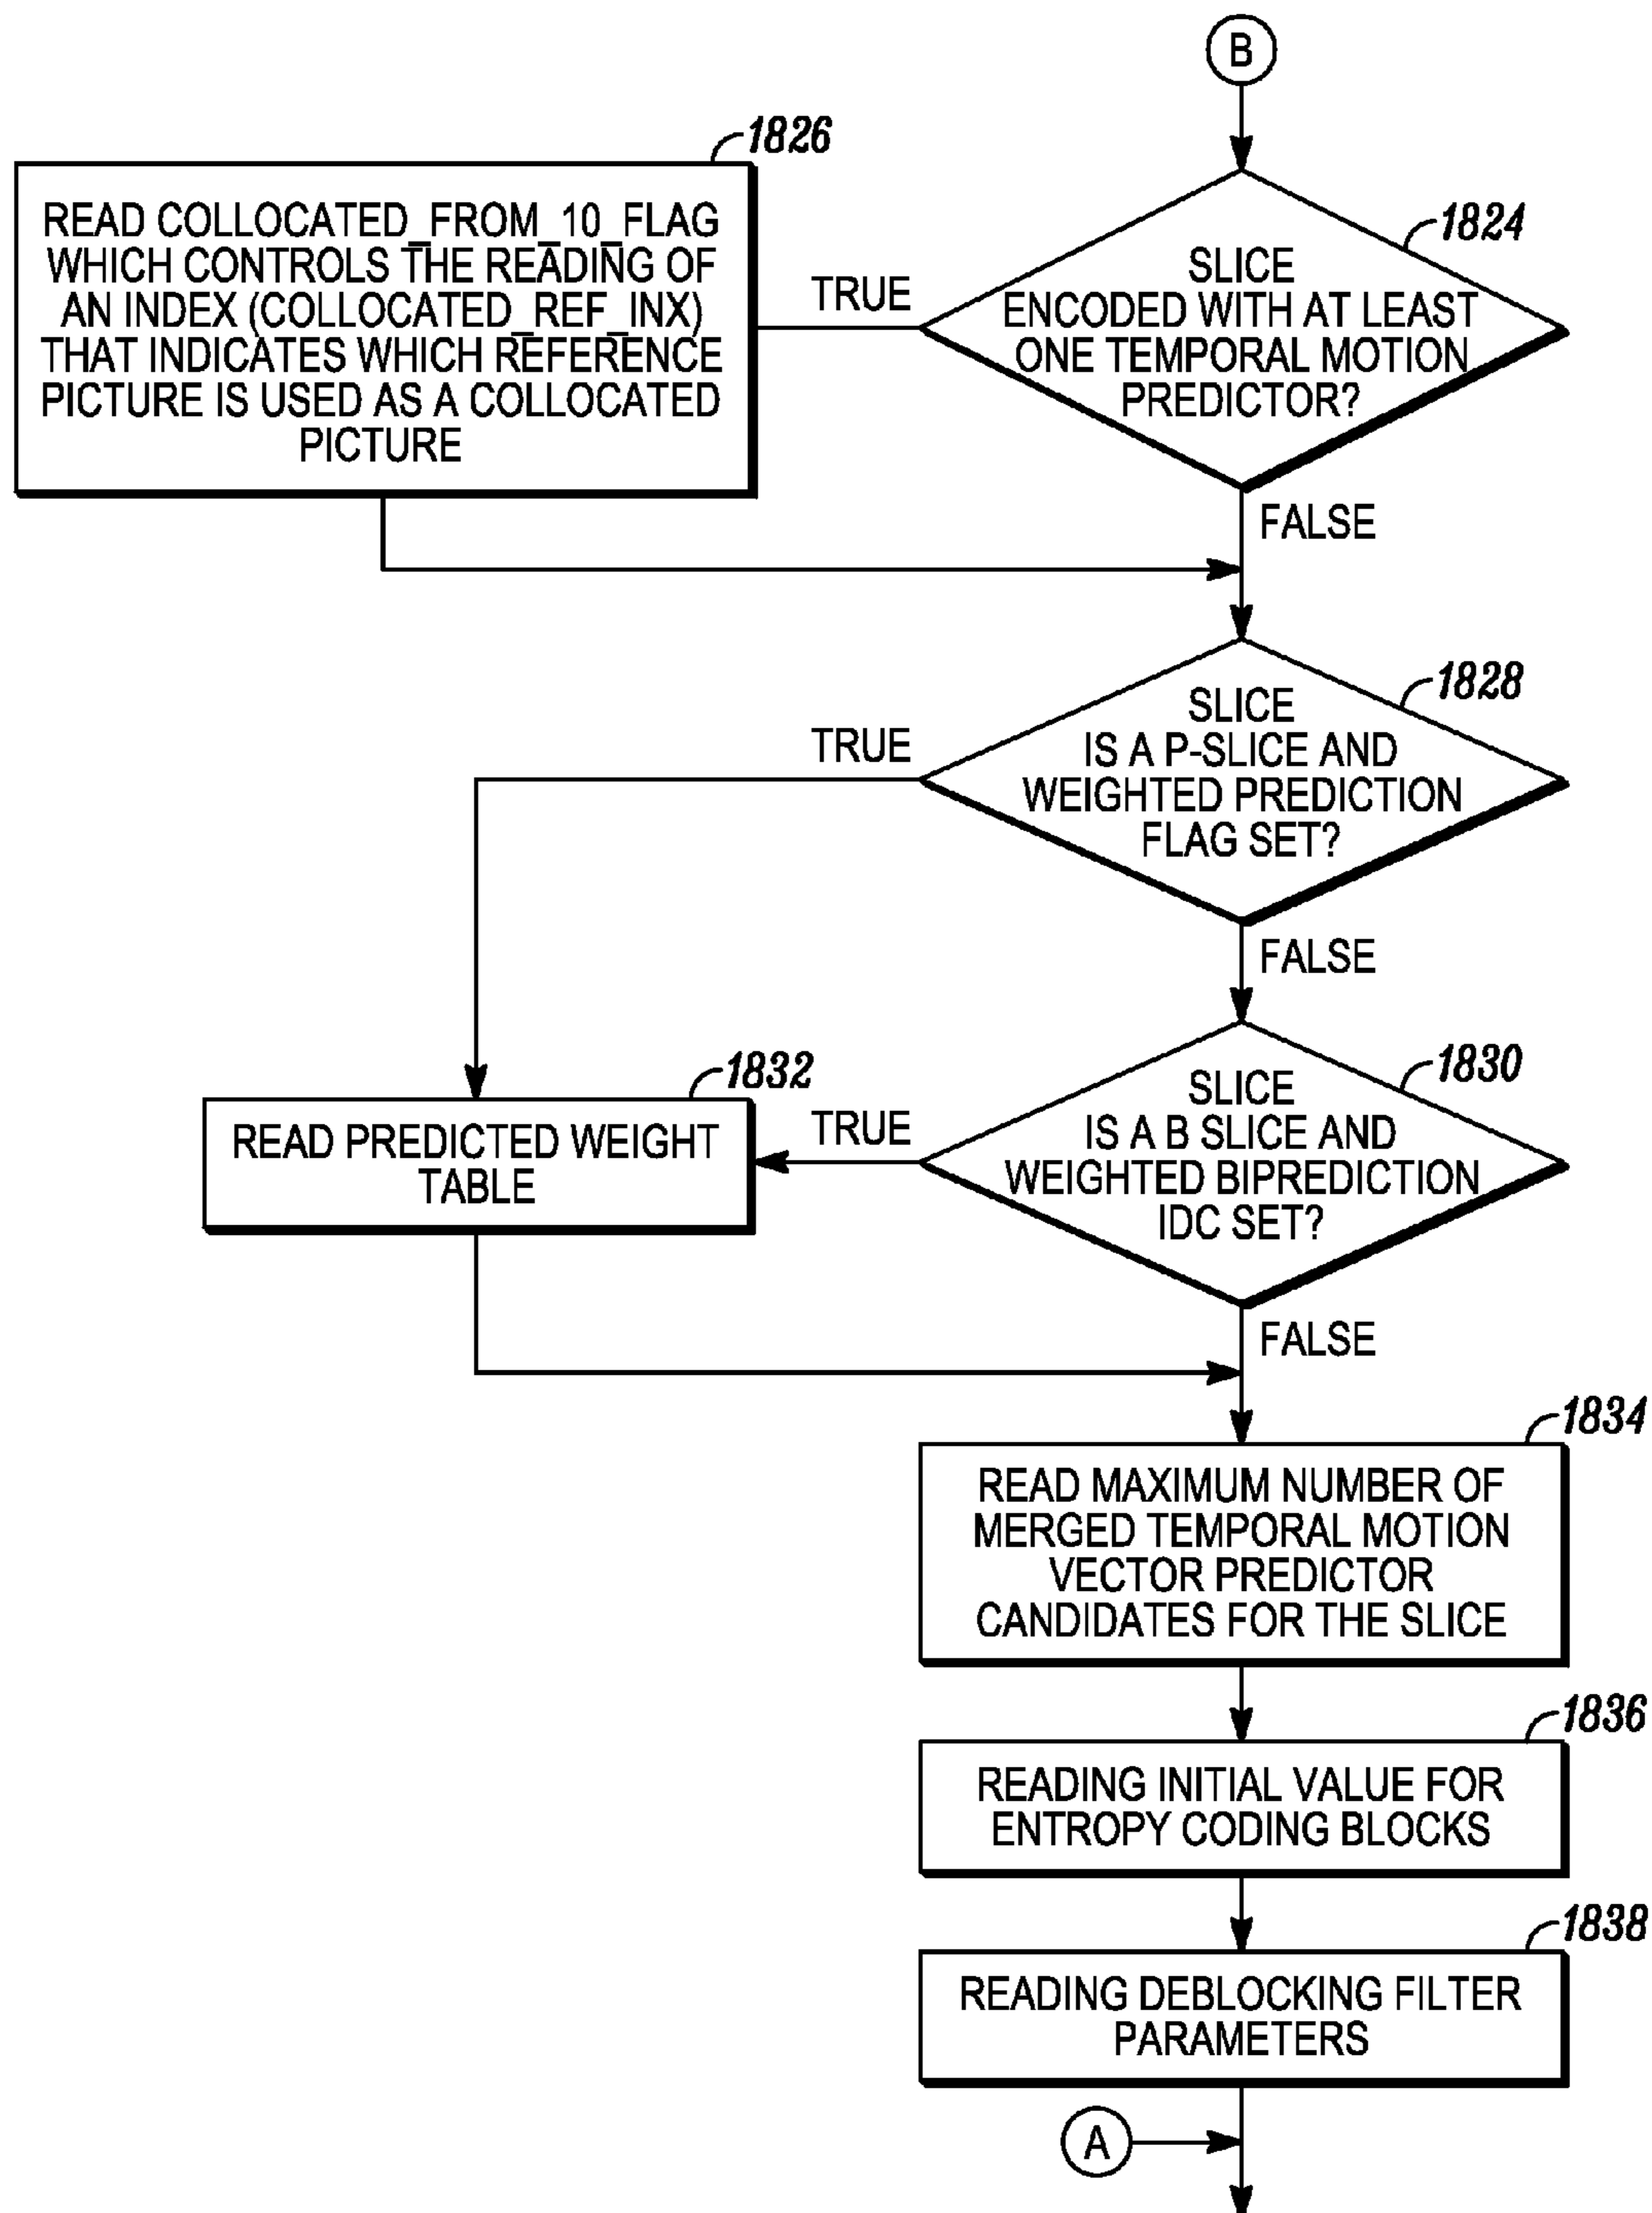 B
1826
READ COLLOCATED_FROM_10_FLAG
WHICH CONTROLS THE READING OF
AN INDEX (COLLOCATED_REF_INX)
THAT INDICATES WHICH REFERENCE
PICTURE IS USED AS A COLLOCATED
PICTURE
TRUE
1824
SLICE
ENCODED WITH AT LEAST
ONE TEMPORAL MOTION
PREDICTOR?
FALSE
1828
SLICE
IS A P-SLICE AND
WEIGHTED PREDICTION
FLAG SET?
TRUE
FALSE
1830
SLICE
IS A B SLICE AND
WEIGHTED BIPREDICTION
IDC SET?
TRUE
1832
READ PREDICTED WEIGHT
TABLE
FALSE
1834
READ MAXIMUM NUMBER OF
MERGED TEMPORAL MOTION
VECTOR PREDICTOR
CANDIDATES FOR THE SLICE
1836
READING INITIAL VALUE FOR
ENTROPY CODING BLOCKS
1838
READING DEBLOCKING FILTER
PARAMETERS
A